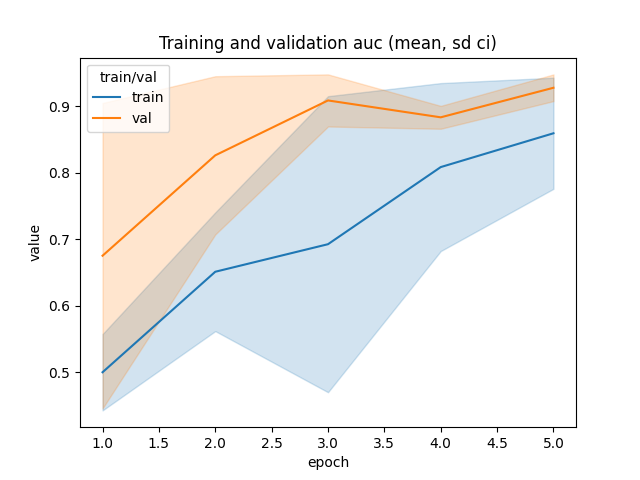 Training and validation auc (mean, sd ci)
train/val
train
val
value
0.9
0.8
0.7
0.6
0.5
1.0 1.5 2.0 2.5 3.0 3.5 4.0 4.5 5.0
epoch